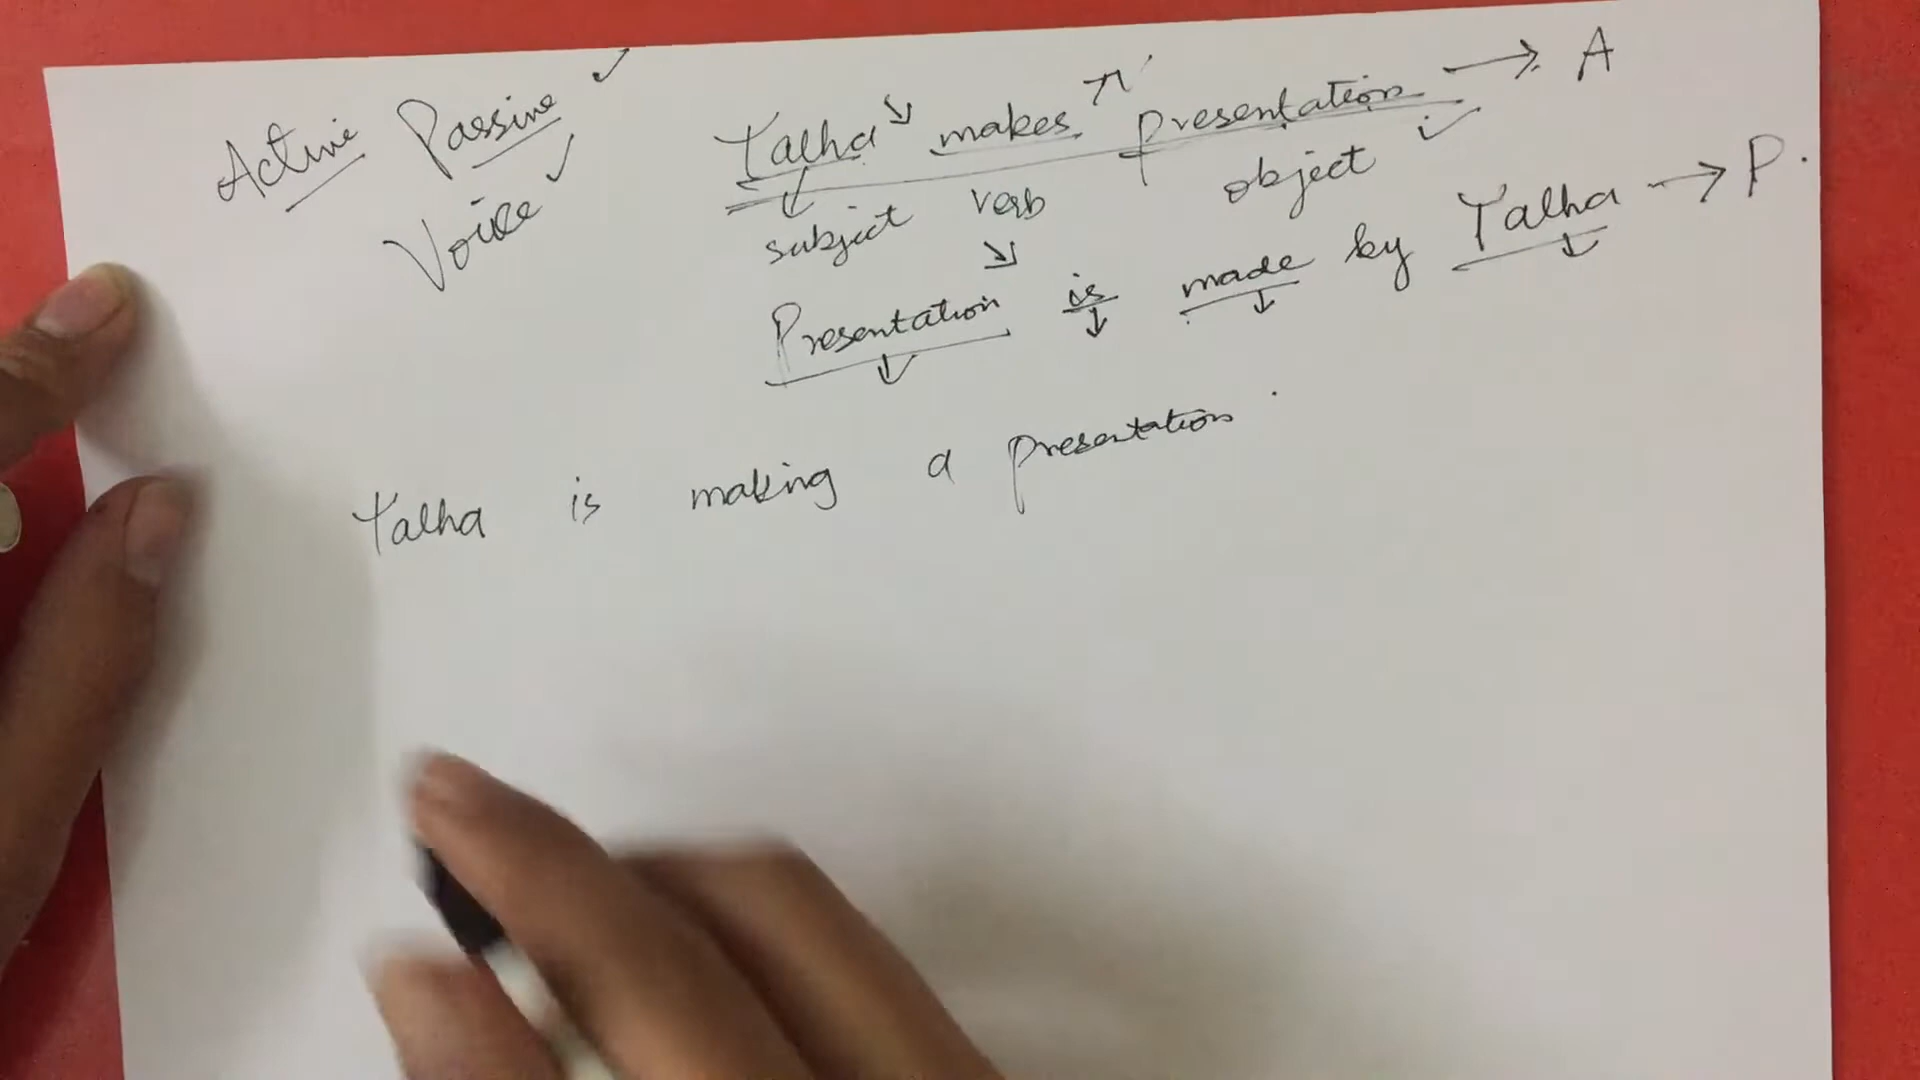 Active Passive
Voice
Talha makes presentation → A
subject verb object
Presentation is made by Talha → P.
Talha is making a presentation.